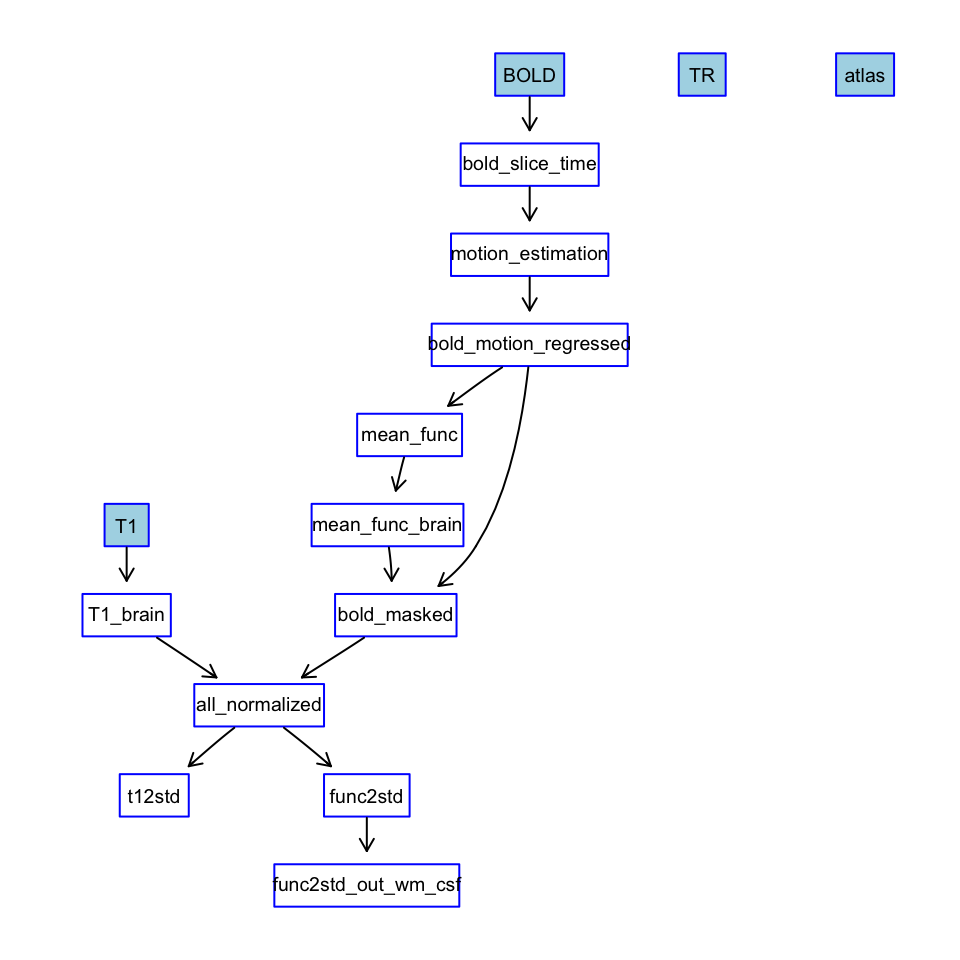 BOLD
TR
atlas
bold_slice_time
motion_estimation
bold_motion_regressed
mean_func
T1
mean_func_brain
T1_brain
bold_masked
all_normalized
t12std
func2std
func2std_out_wm_csf